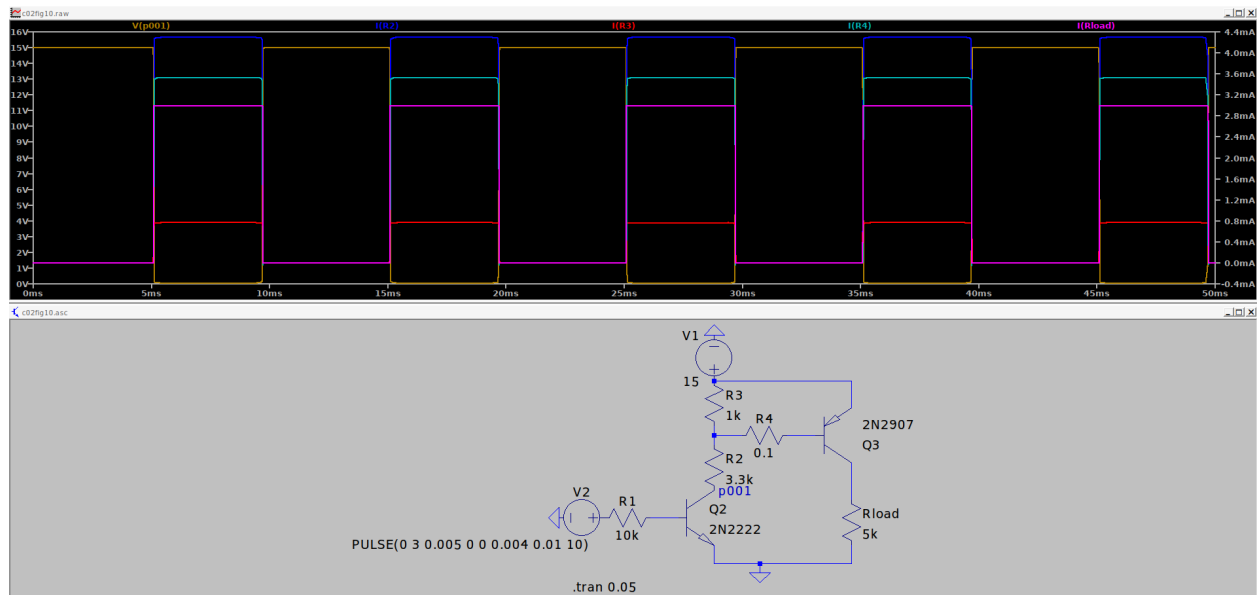 c02fig10.raw
V(p001) I(R2) I(R3) I(R4) I(Rload)
16V 4.4mA
15V 4.0mA
14V
13V 3.6mA
12V 3.2mA
11V
10V 2.8mA
9V 2.4mA
8V
7V 2.0mA
6V 1.6mA
5V 1.2mA
4V
3V 0.8mA
2V 0.4mA
1V 0.0mA
0V -0.4mA
0ms 5ms 10ms 15ms 20ms 25ms 30ms 35ms 40ms 45ms 50ms
c02fig10.asc
V1
15
R3
1k
R4
0.1
2N2907
Q3
R2
3.3k
p001
V2
R1
10k
Q2
2N2222
Rload
5k
PULSE(0 3 0.005 0 0 0.004 0.01 10)
.tran 0.05